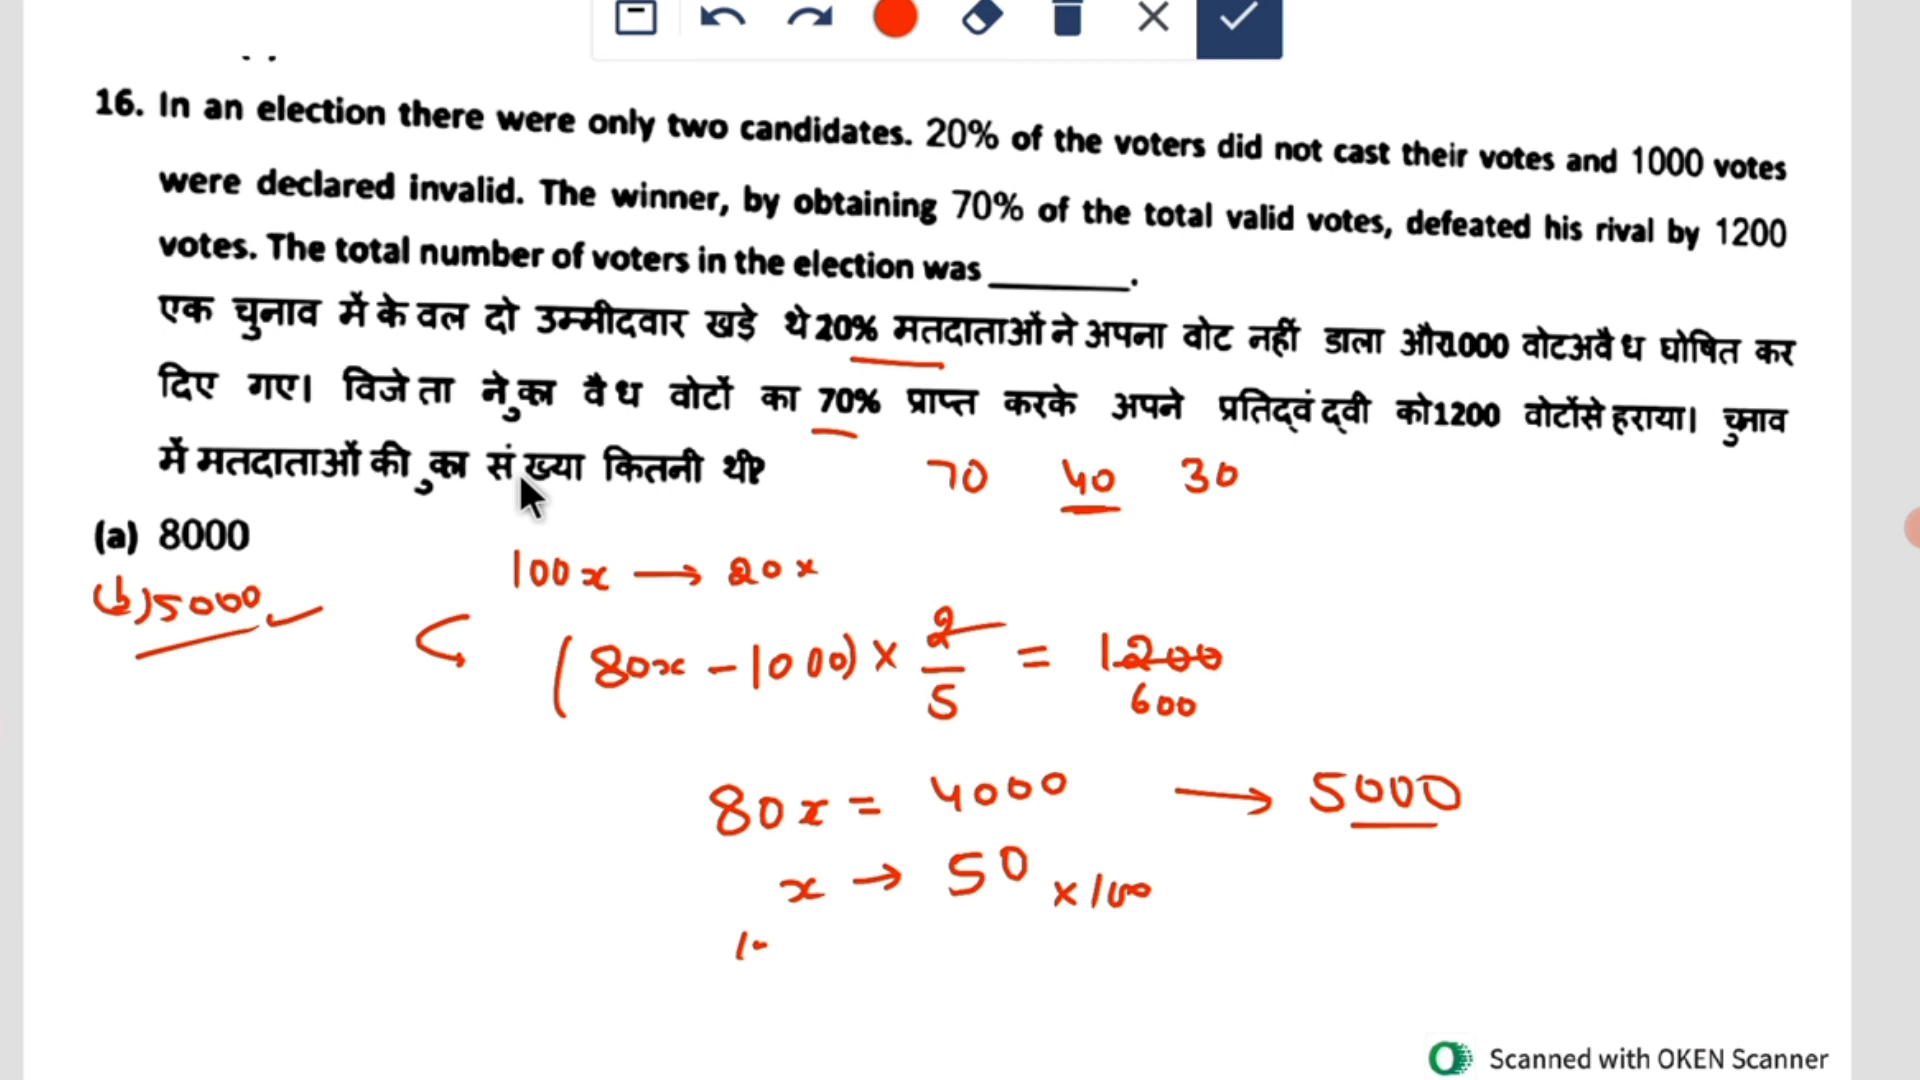 16. In an election there were only two candidates. 20% of the voters did not cast their votes and 1000 votes
were declared invalid. The winner, by obtaining 70% of the total valid votes, defeated his rival by 1200
votes. The total number of voters in the election was ________.
एक चुनाव में के वल दो उम्मीदवार खड़े थे 20% मतदाताओं ने अपना वोट नहीं डाला और 1000 वोट अवै ध घोषित कर
दिए गए। विजे ता ने वै ध वोटों का 70% प्राप्त करके अपने प्रतिद्वं द्वी को 1200 वोटों से हराया। चुनाव
में मतदाताओं की सं ख्या कितनी थी?
70 40 30
(a) 8000
100x → 20x
(b) 5000
(80x - 1000) × 2/5 = 1200
600
80x = 4000 → 5000
x → 50 × 100
Scanned with OKEN Scanner